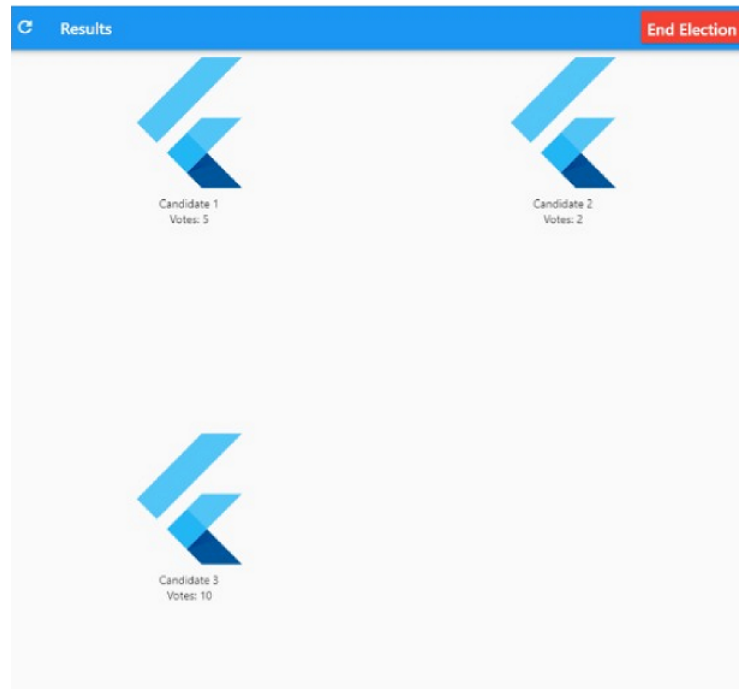 Results
End Election
Candidate 1
Votes: 5
Candidate 2
Votes: 2
Candidate 3
Votes: 10